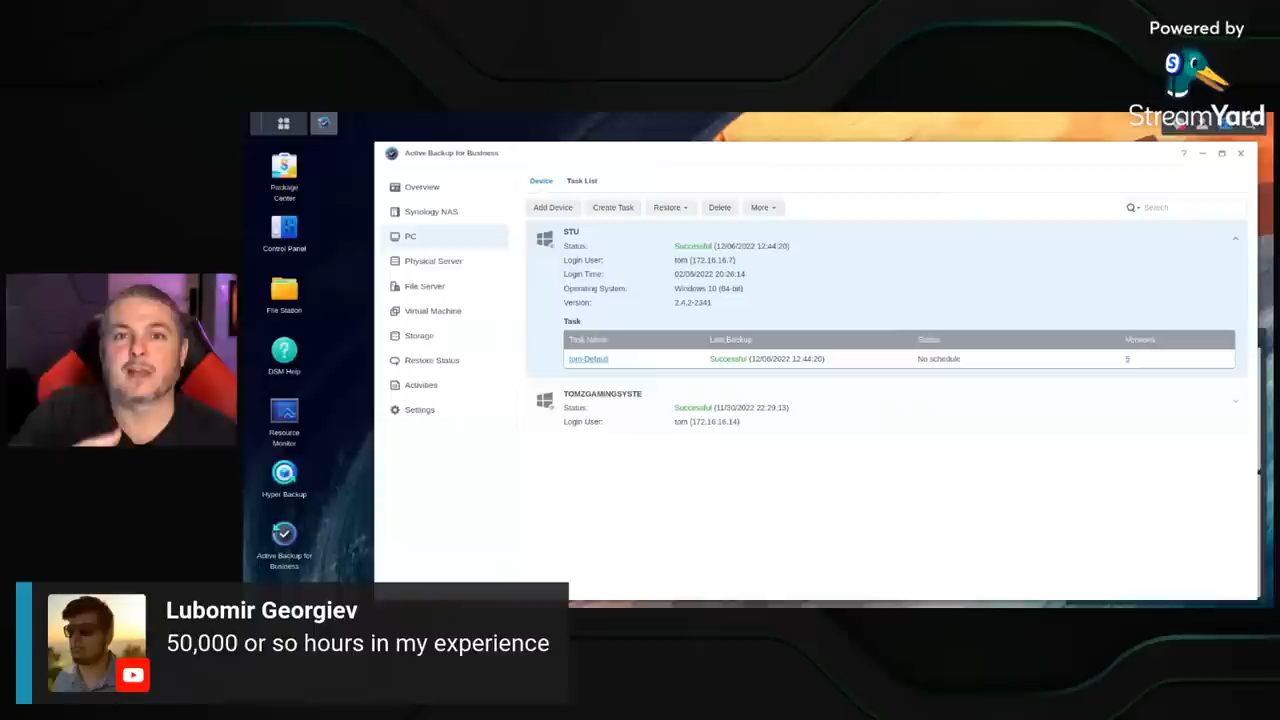 Powered by
S
StreamYard
Package
Center
Control Panel
File Station
DSM Help
Resource
Monitor
Hyper Backup
Active Backup for
Business
Active Backup for Business
?
Overview
Synology NAS
PC
Physical Server
File Server
Virtual Machine
Storage
Restore Status
Activities
Settings
Device Task List
Add Device Create Task Restore Delete More Search
STU
Status: Successful (12/06/2022 12:44:20)
Login User: tom (172.16.16.7)
Login Time: 02/06/2022 20:26:14
Operating System: Windows 10 (64-bit)
Version: 2.4.2-2341
Task
Task Name Last Backup Status Versions
tom-Default Successful (12/06/2022 12:44:20) No schedule 5
TOMZGAMINGSYSTE
Status: Successful (11/30/2022 22:29:13)
Login User: tom (172.16.16.14)
Lubomir Georgiev
50,000 or so hours in my experience